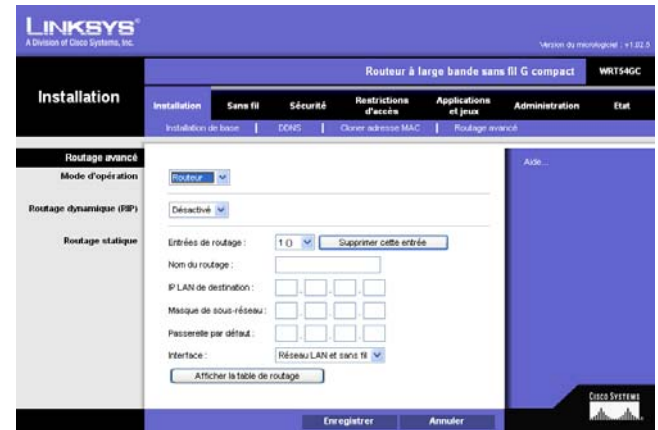 LINKSYS®
A Division of Cisco Systems, Inc.
Version du micrologiciel : v1.02.5
Routeur à large bande sans fil G compact WRT54GC
Installation
Installation Sans fil Sécurité Restrictions d'accès Applications et jeux Administration Etat
Installation de base | DDNS | Cloner adresse MAC | Routage avancé
Routage avancé
Aide...
Mode d'opération Routeur
Routage dynamique (RIP) Désactivé
Routage statique Entrées de routage : 1 () Supprimer cette entrée
Nom du routage :
IP LAN de destination :
Masque de sous-réseau :
Passerelle par défaut :
Interface : Réseau LAN et sans fil
Afficher la table de routage
CISCO SYSTEMS
Enregistrer Annuler